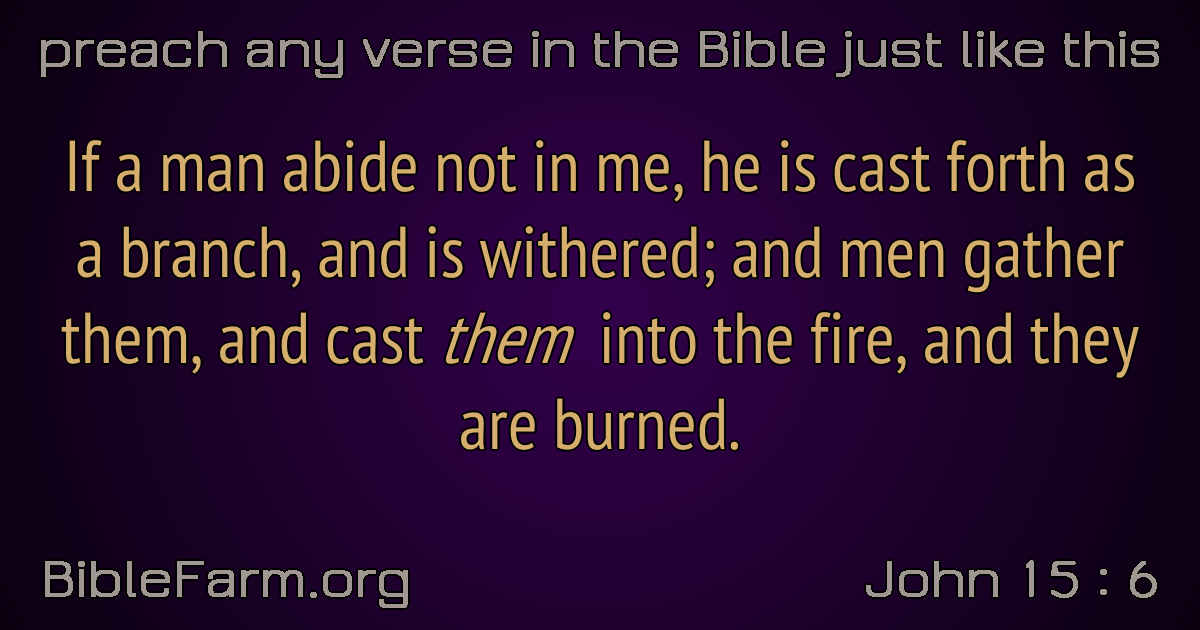 preach any verse in the Bible just like this
If a man abide not in me, he is cast forth as
a branch, and is withered; and men gather
them, and cast them into the fire, and they
are burned.
BibleFarm.org
John 15 : 6